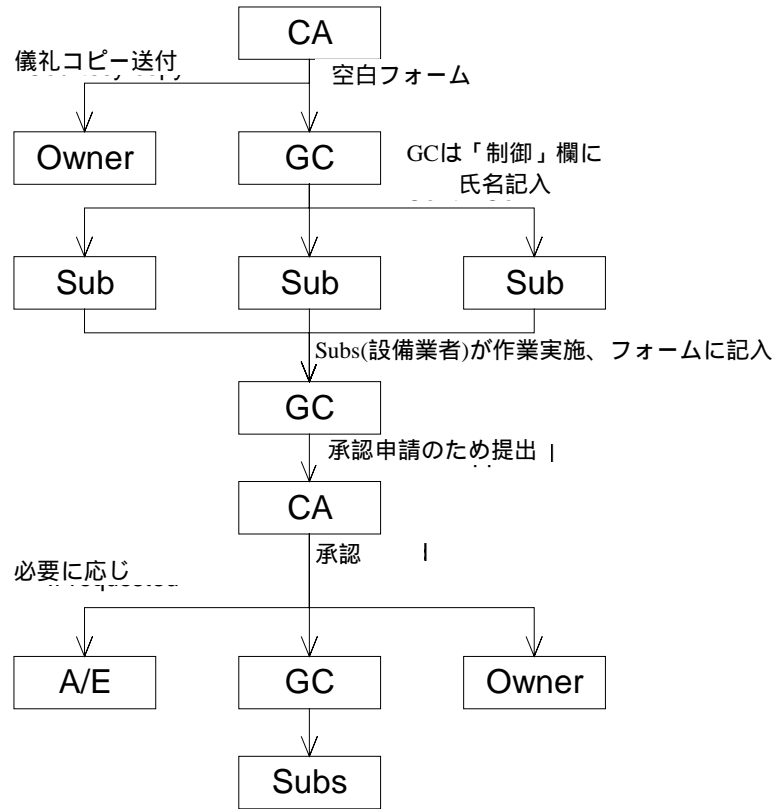 CA
儀礼コピー送付
空白フォーム
Owner
GC
GCは「制御」欄に
氏名記入
Sub
Sub
Sub
Subs(設備業者)が作業実施、フォームに記入
GC
承認申請のため提出
CA
承認
必要に応じ
A/E
GC
Owner
Subs